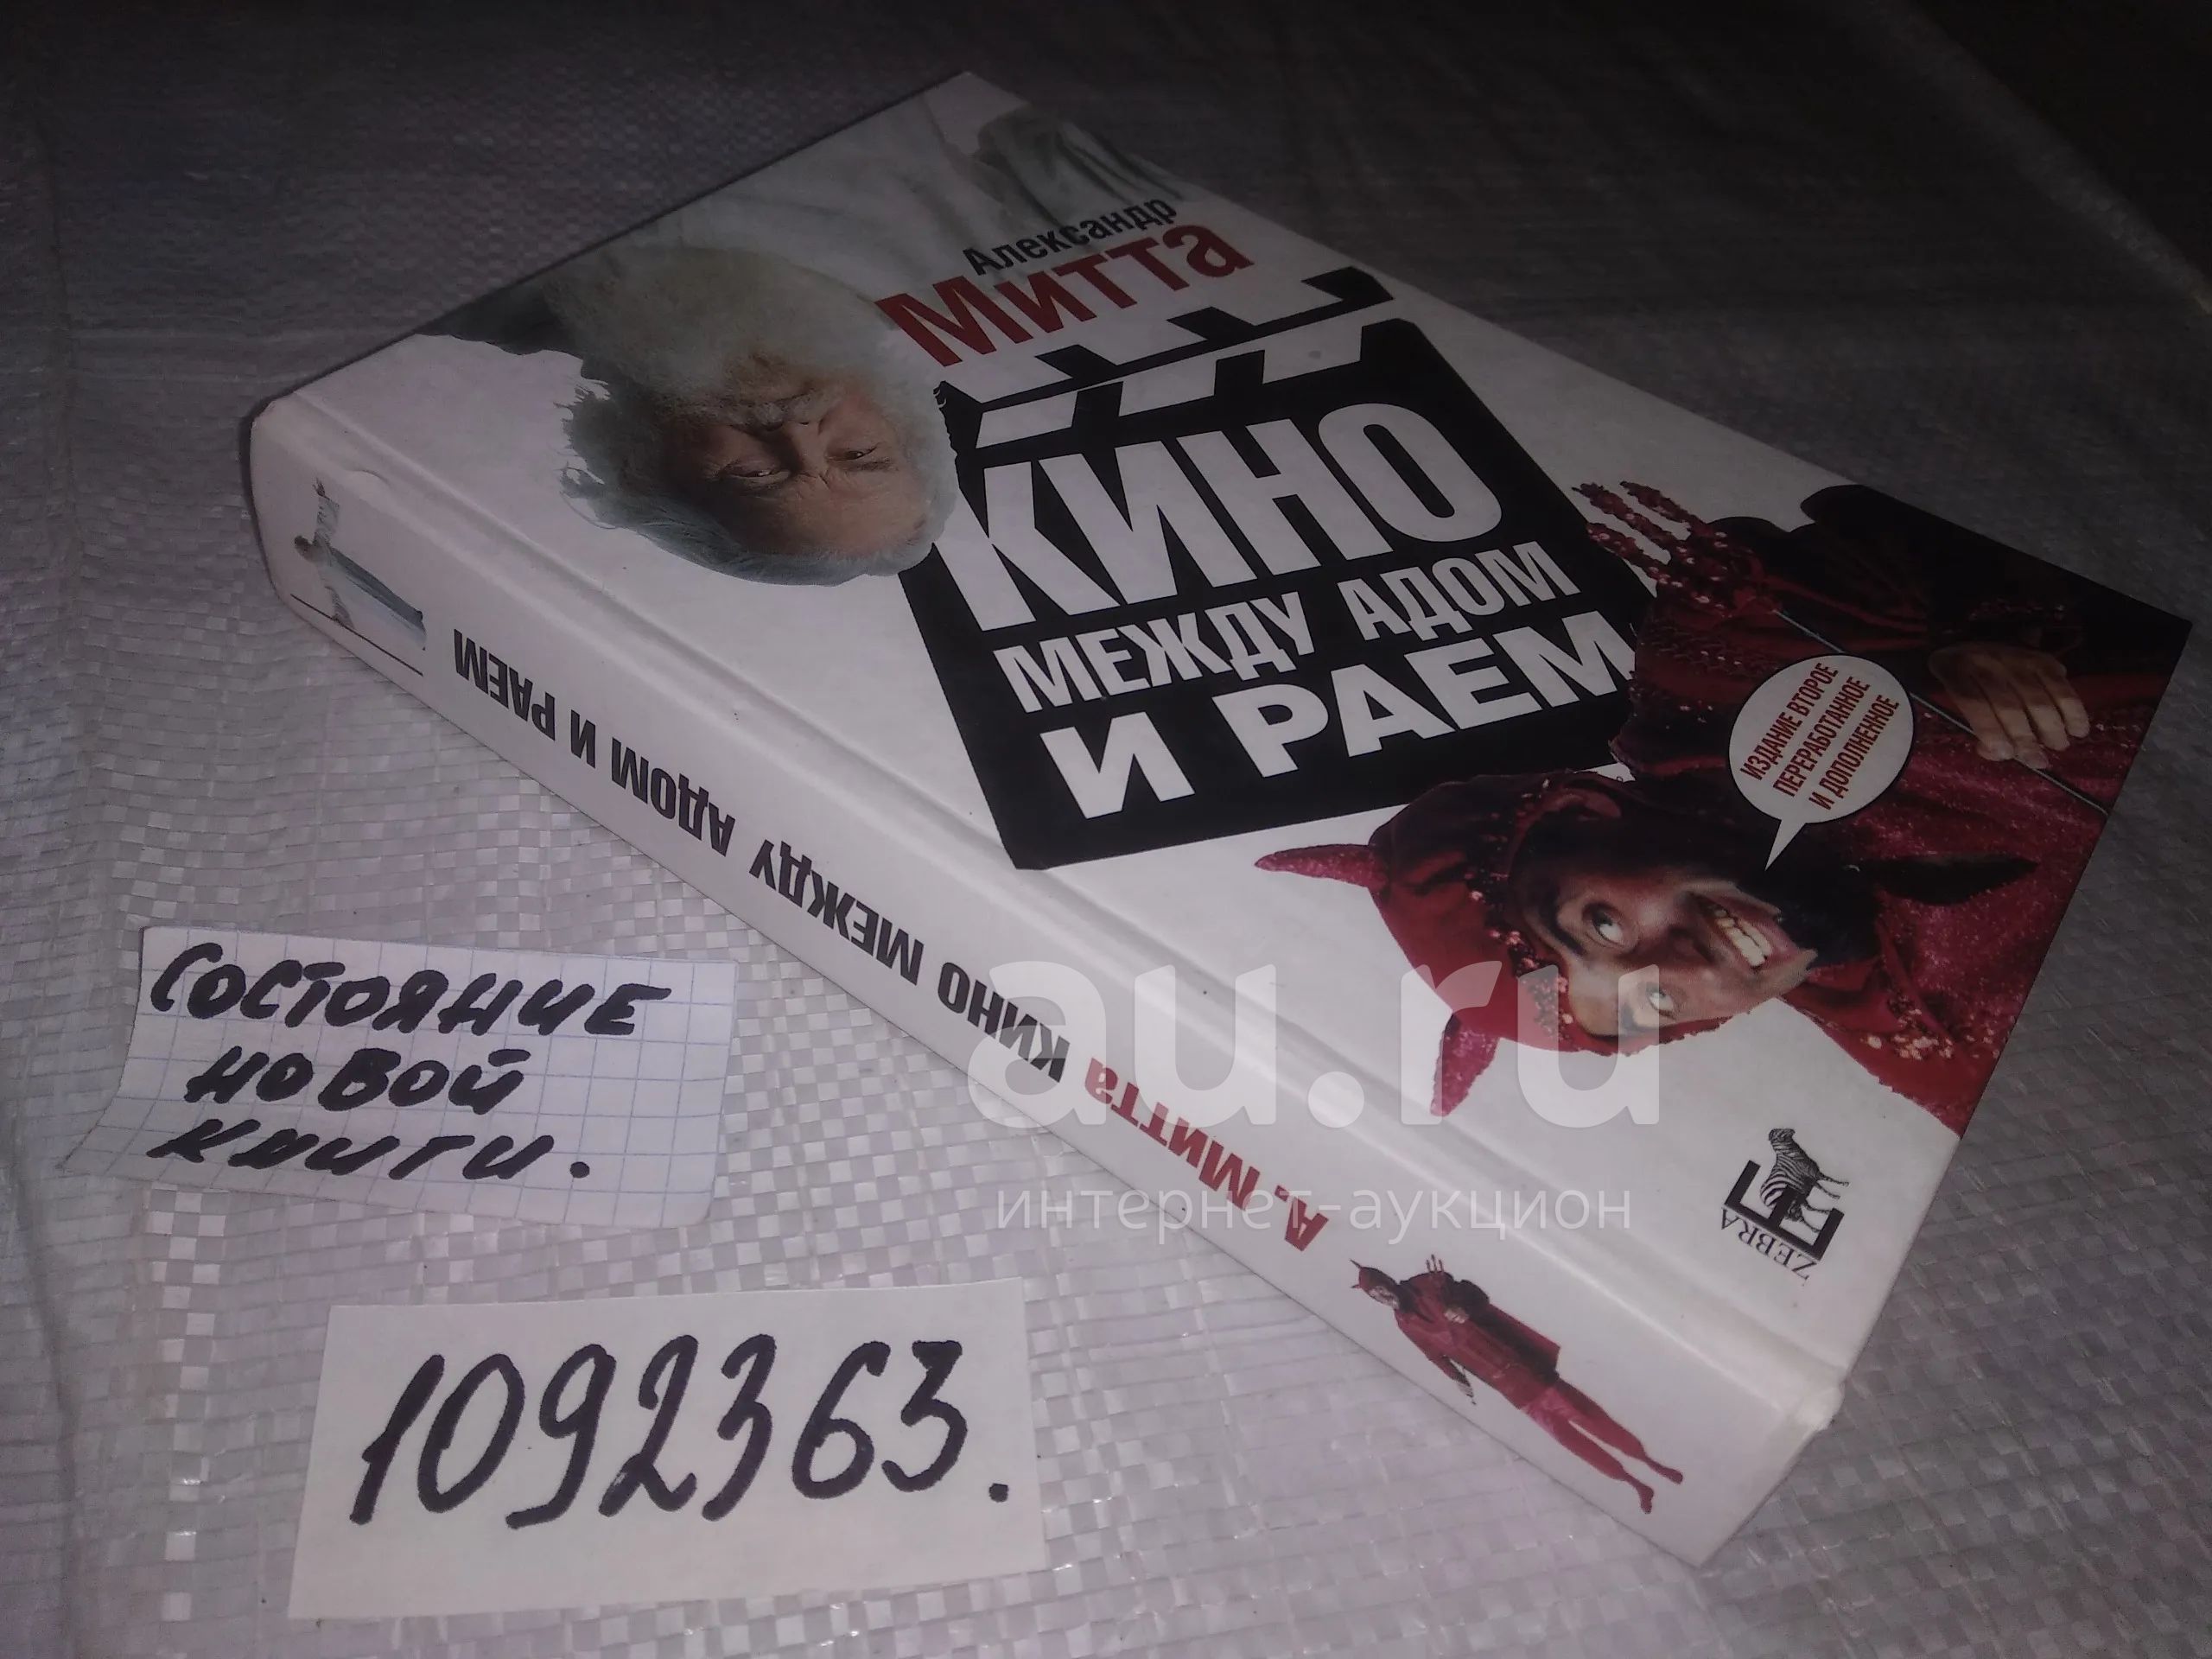 Александр
Митта
КИНО
МЕЖДУ АДОМ
И РАЕМ
ИЗДАНИЕ ВТОРОЕ
ПЕРЕРАБОТАННОЕ
И ДОПОЛНЕННОЕ
ZEBRA
А. Митта КИНО МЕЖДУ АДОМ И РАЕМ
au.ru
интернет-аукцион
СОСТОЯНИЕ
НОВОЙ
КНИГИ.
1092363.